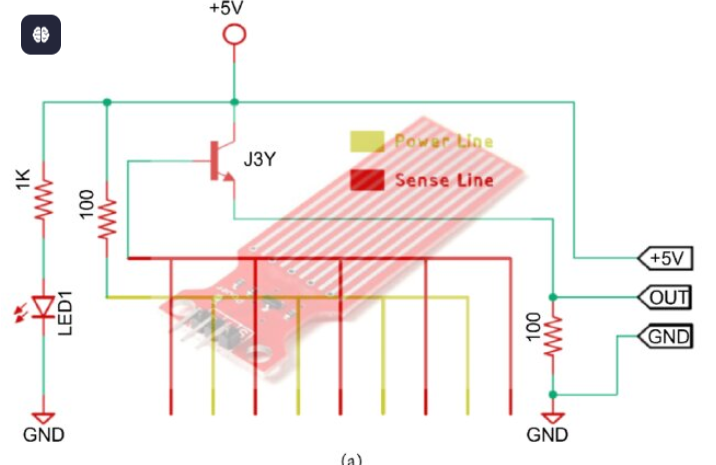 +5V
1K
100
J3Y
Power Line
Sense Line
LED1
+5V
OUT
100
GND
GND
GND
(a)